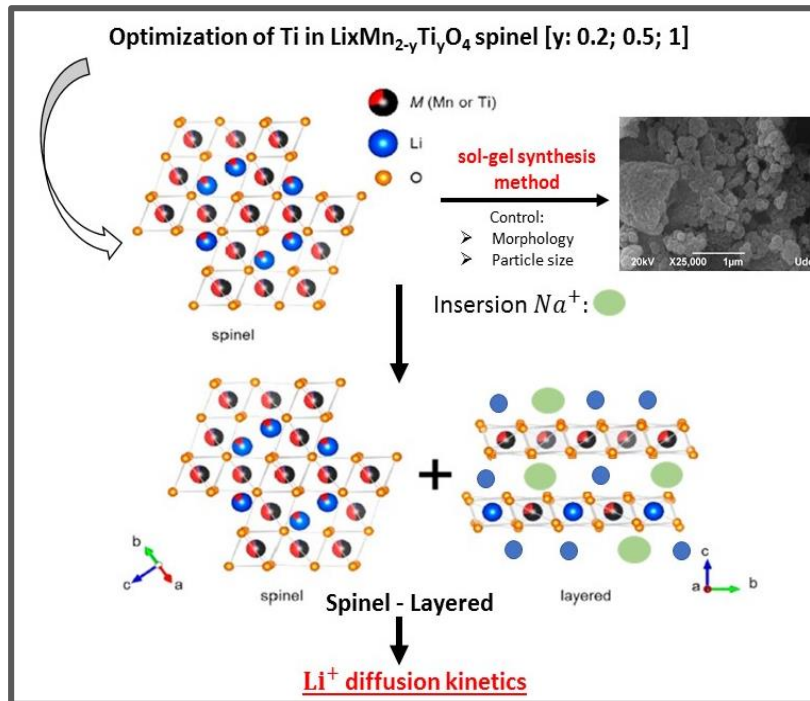 Optimization of Ti in LixMn2-yTiyO4 spinel [y: 0.2; 0.5; 1]
M (Mn or Ti)
Li
O
sol-gel synthesis
method
Control:
➢ Morphology
➢ Particle size
20kV X25,000 1μm Ude
spinel
Insersion Na⁺:
+
b
c
a
spinel
layered
c
a
b
Spinel - Layered
Li⁺ diffusion kinetics